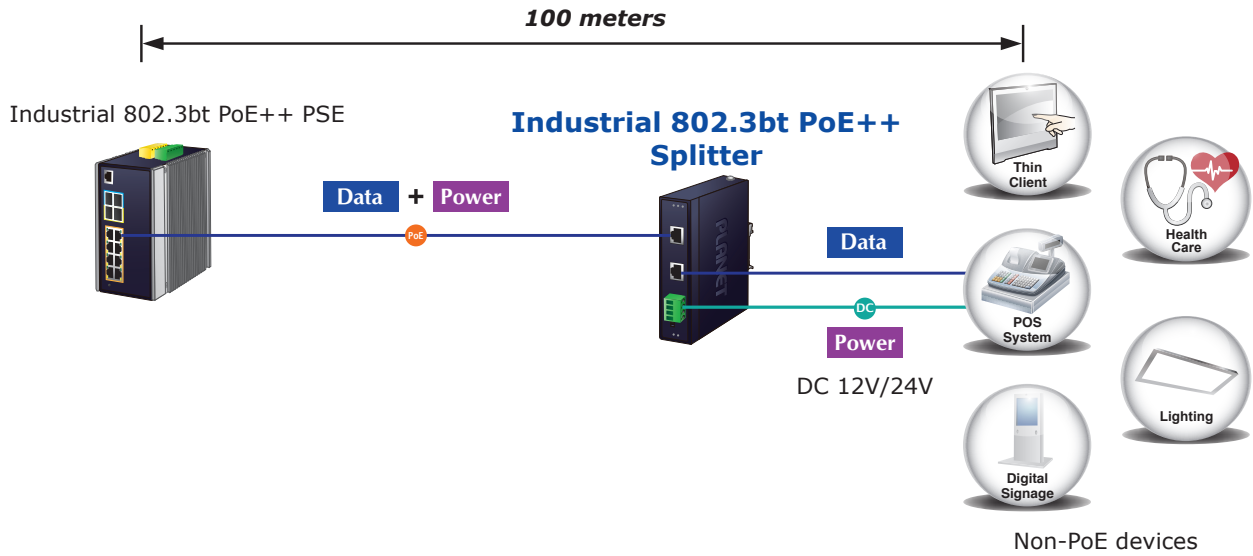 100 meters
Industrial 802.3bt PoE++ PSE
Industrial 802.3bt PoE++
Splitter
Data + Power
PoE
PLANET
Data
DC
Power
DC 12V/24V
Thin
Client
Health
Care
POS
System
Lighting
Digital
Signage
Non-PoE devices